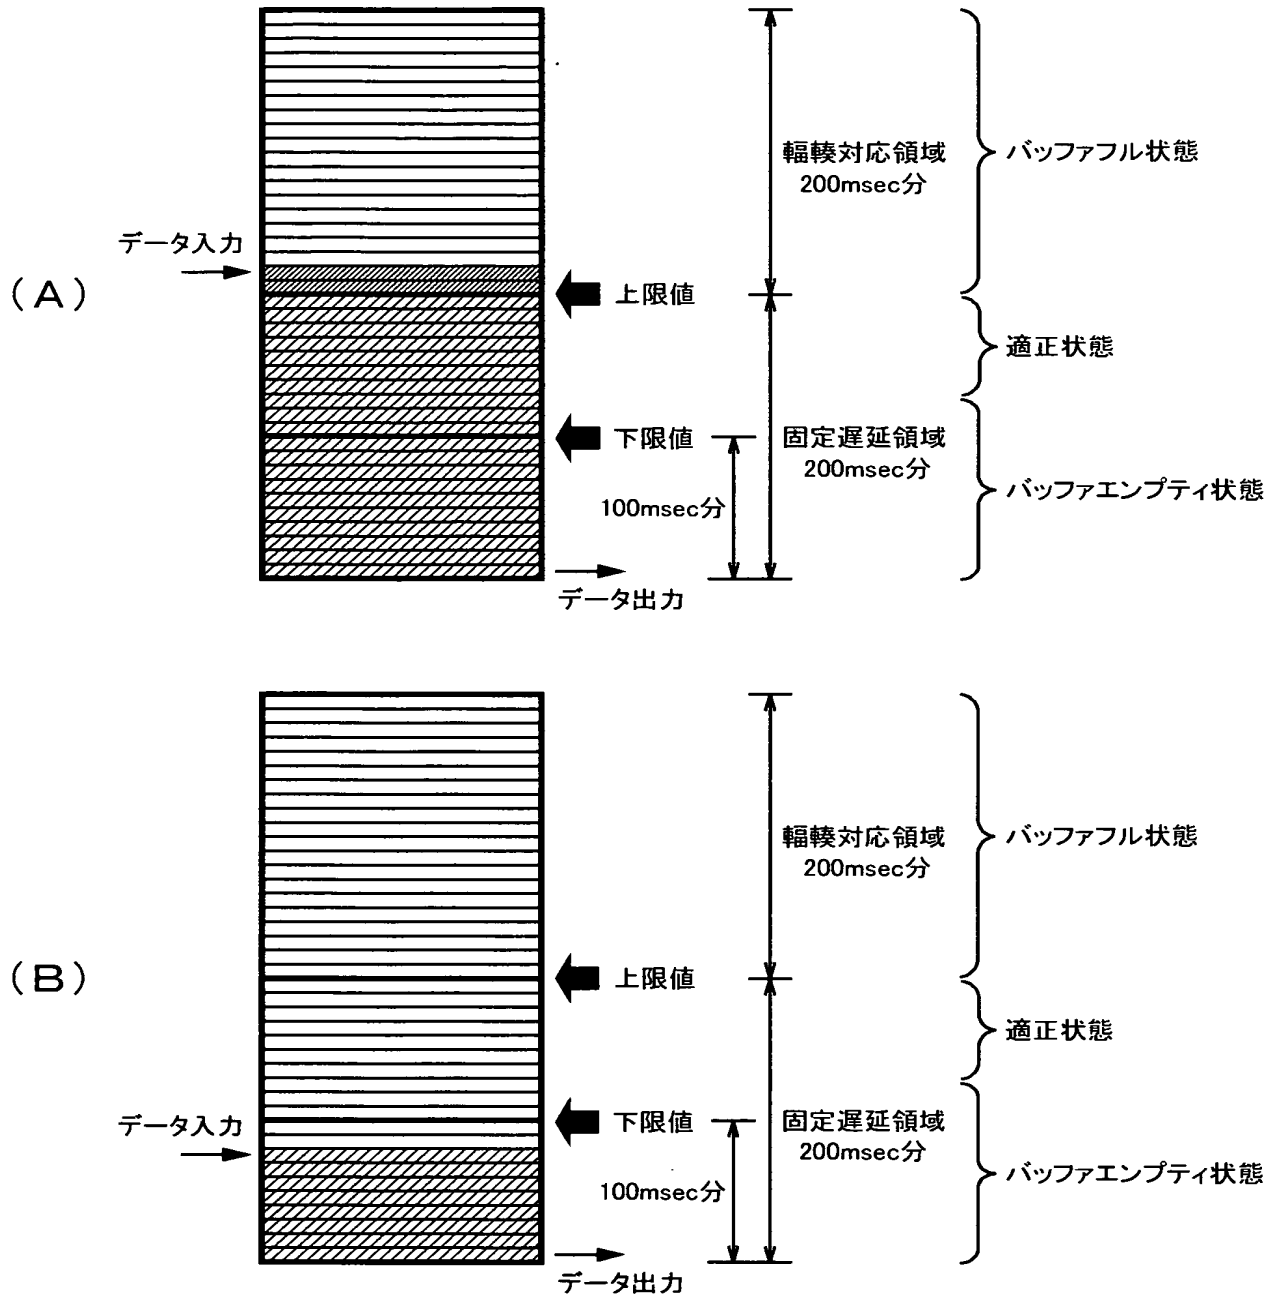 (A)
データ入力
データ出力
上限値
下限値
100msec分
輻輳対応領域
200msec分
固定遅延領域
200msec分
バッファフル状態
適正状態
バッファエンプティ状態
(B)
データ入力
データ出力
上限値
下限値
100msec分
輻輳対応領域
200msec分
固定遅延領域
200msec分
バッファフル状態
適正状態
バッファエンプティ状態